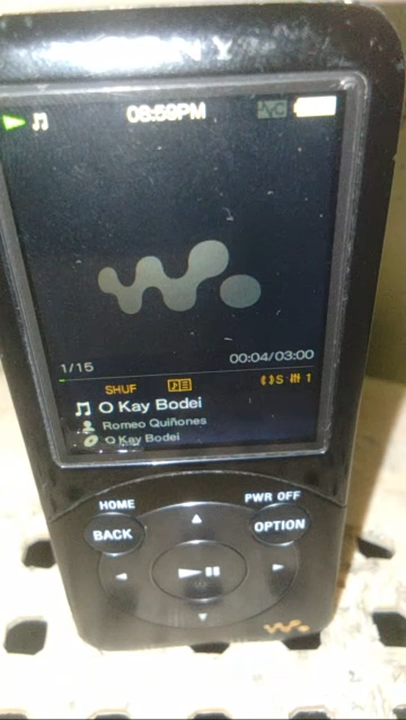 SONY
08:59PM
1/15
00:04/03:00
SHUF
S 1
O Kay Bodei
Romeo Quiñones
O Kay Bodei
HOME
PWR OFF
BACK
OPTION